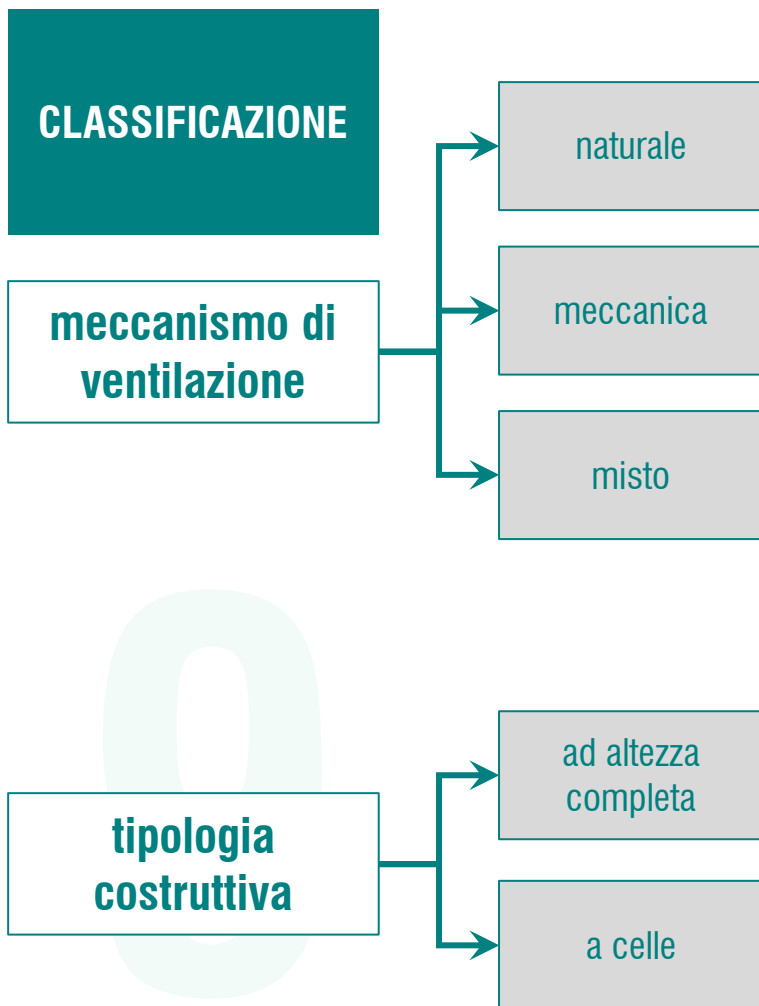 CLASSIFICAZIONE
meccanismo di
ventilazione
naturale
meccanica
misto
tipologia
costruttiva
ad altezza
completa
a celle